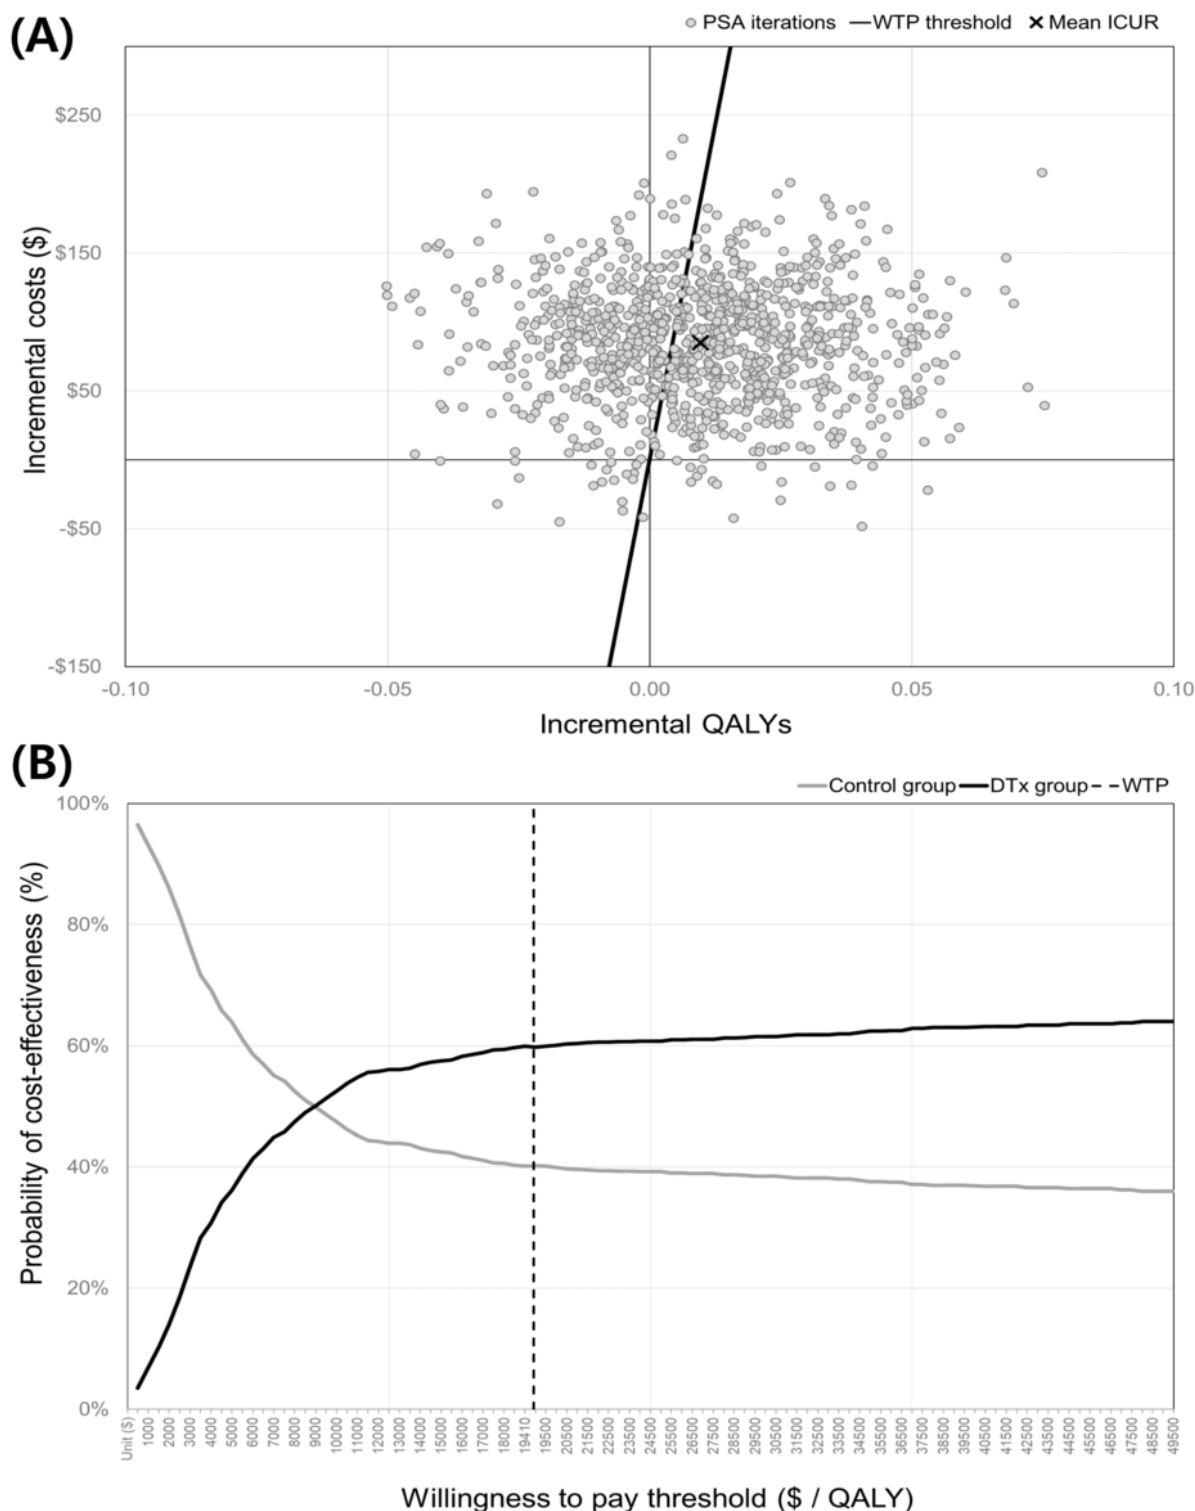 (A)
PSA iterations WTP threshold Mean ICUR
$250
$150
$50
-$50
-$150
Incremental costs ($)
-0.10 -0.05 0.00 0.05 0.10
Incremental QALYs
(B)
Control group DTx group WTP
100%
80%
60%
40%
20%
0%
Probability of cost-effectiveness (%)
Unit ($) 1000 2000 3000 4000 5000 6000 7000 8000 9000 10000 11000 12000 13000 14000 15000 16000 17000 18000 19410 19500 20500 21500 22500 23500 24500 25500 26500 27500 28500 29500 30500 31500 32500 33500 34500 35500 36500 37500 38500 39500 40500 41500 42500 43500 44500 45500 46500 47500 48500 49500
Willingness to pay threshold ($ / QALY)